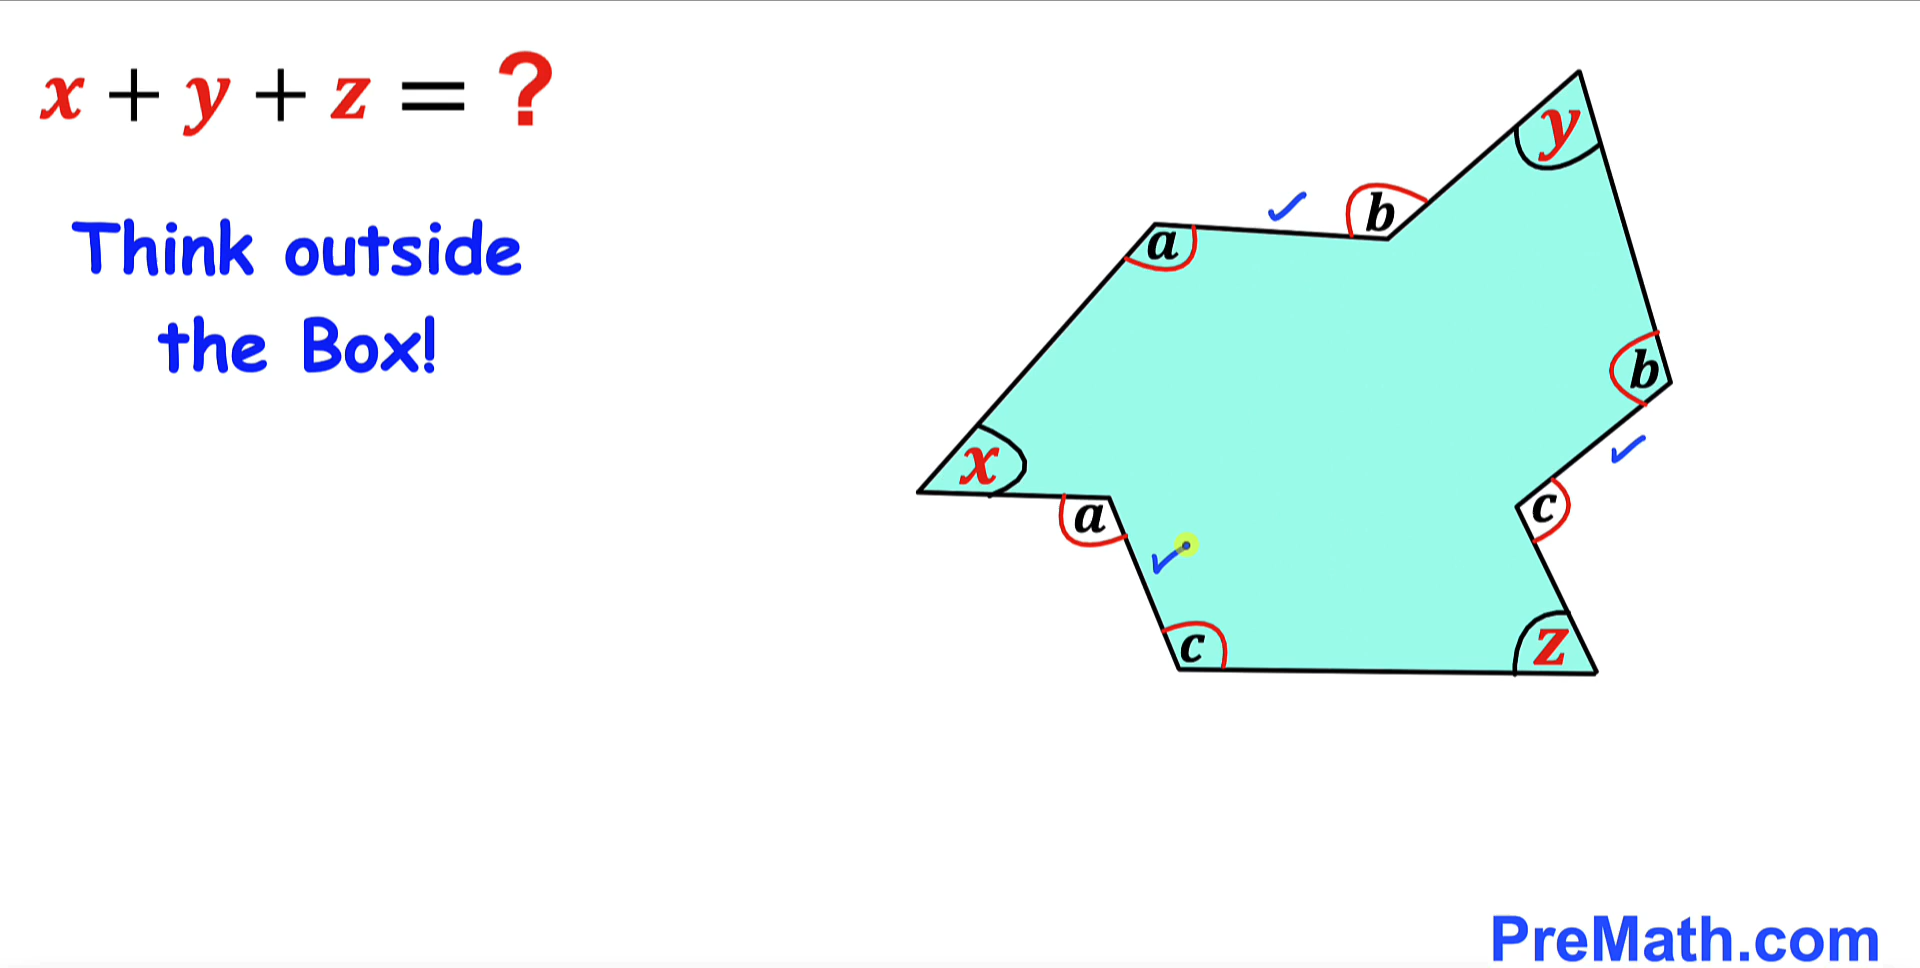 x + y + z = ?
Think outside
the Box!
y
b
a
b
x
c
a
c
z
PreMath.com